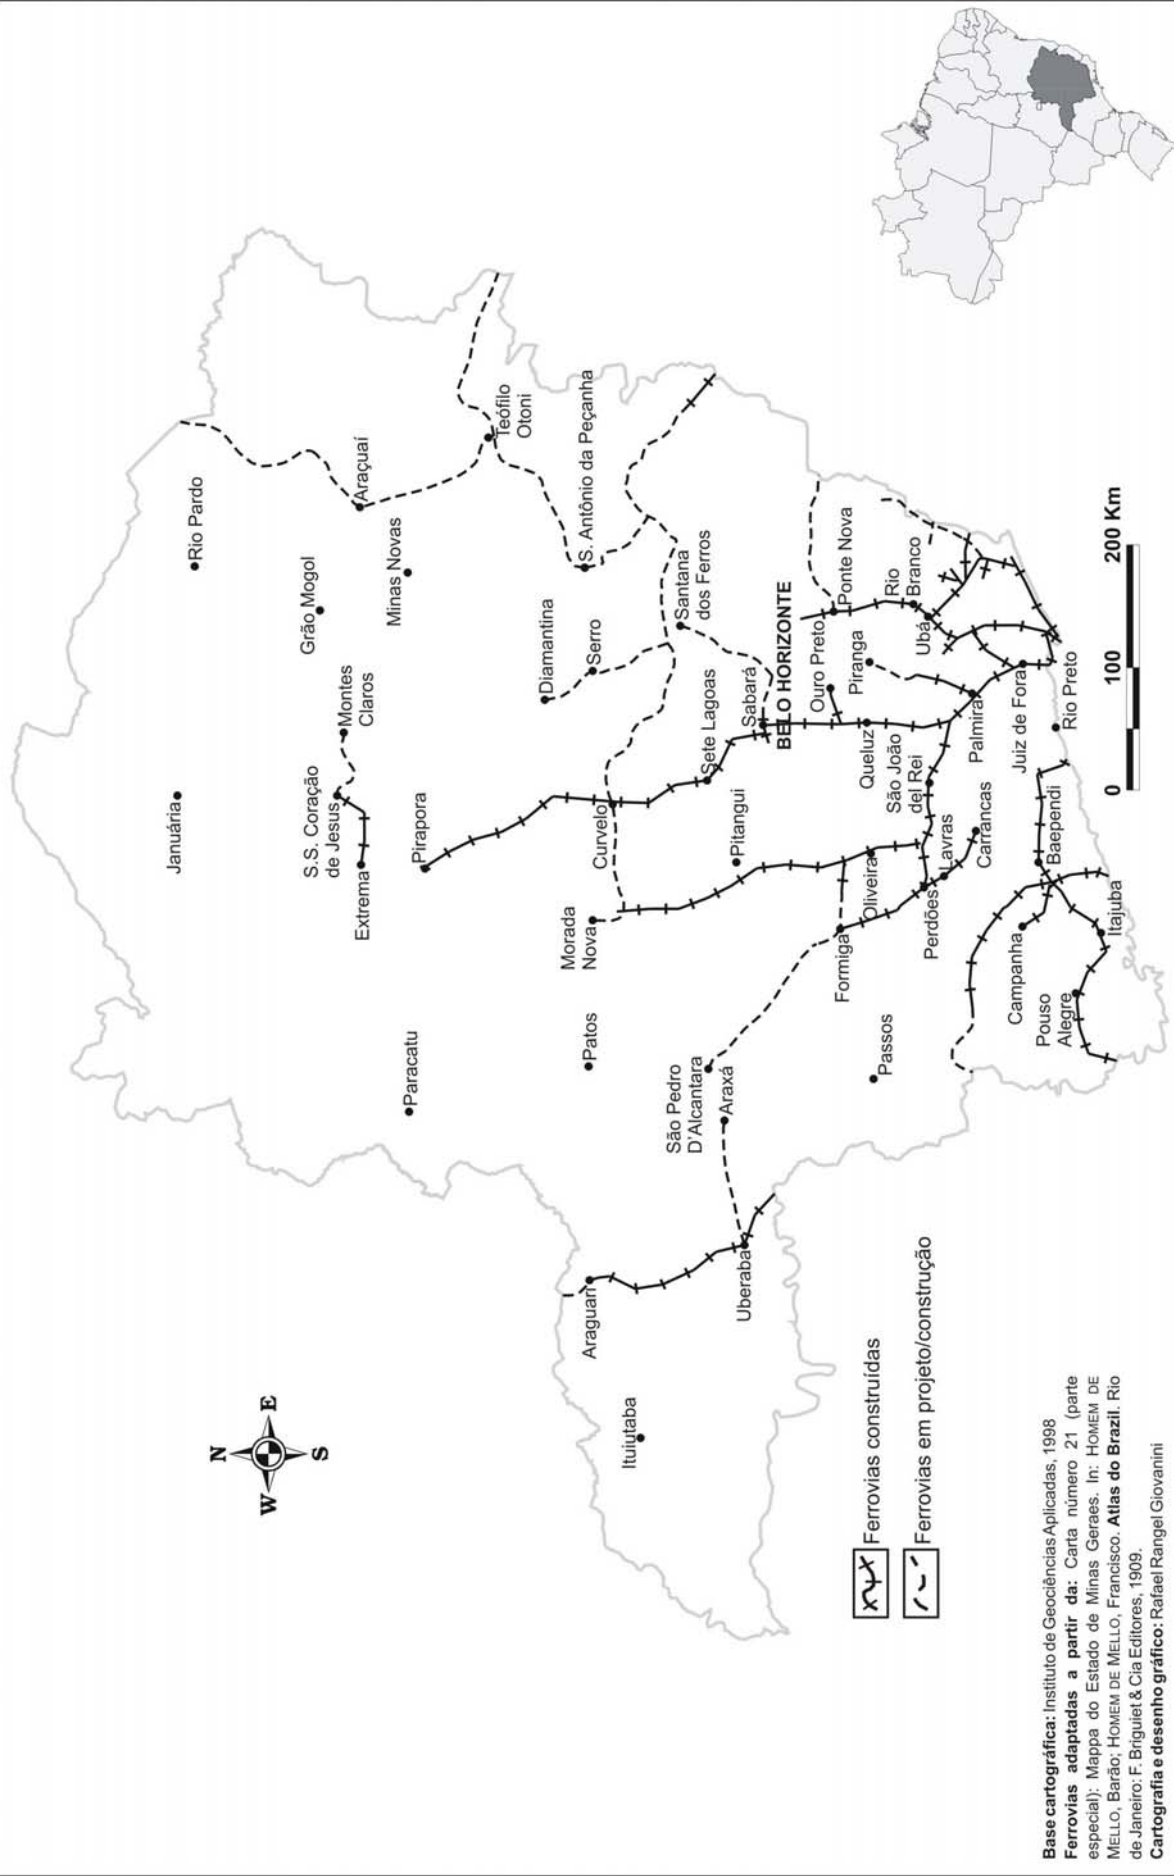 N
W
E
S
Januária
Rio Pardo
Grão Mogol
S.S. Coração
de Jesus
Montes
Claros
Araçuaí
Extrema
Minas Novas
Paracatu
Pirapora
Teófilo
Otoni
Diamantina
Serro
S. Antônio da Peçanha
Morada
Nova
Curvelo
Patos
Araguari
Ituiutaba
Santana
dos Ferros
Sete Lagoas
São Pedro
D'Alcantara
Araxá
Pitangui
Uberaba
Sabará
BELO HORIZONTE
Ouro Preto
Ponte Nova
Piranga
Rio
Branco
Ubá
Formiga
Oliveira
Queluz
São João
del Rei
Passos
Perdões
Lavras
Carrancas
Palmira
Juiz de Fora
Rio Preto
Campanha
Baependi
Pouso
Alegre
Itajuba
0
100
200 Km
Ferrovias construídas
Ferrovias em projeto/construção
Base cartográfica: Instituto de Geociências Aplicadas, 1998
Ferrovias adaptadas a partir da: Carta número 21 (parte
especial): Mappa do Estado de Minas Geraes. In: HOMEM DE
MELLO, Barão; HOMEM DE MELLO, Francisco. Atlas do Brazil. Rio
de Janeiro: F. Briguiet & Cia Editores, 1909.
Cartografia e desenho gráfico: Rafael Rangel Giovanini